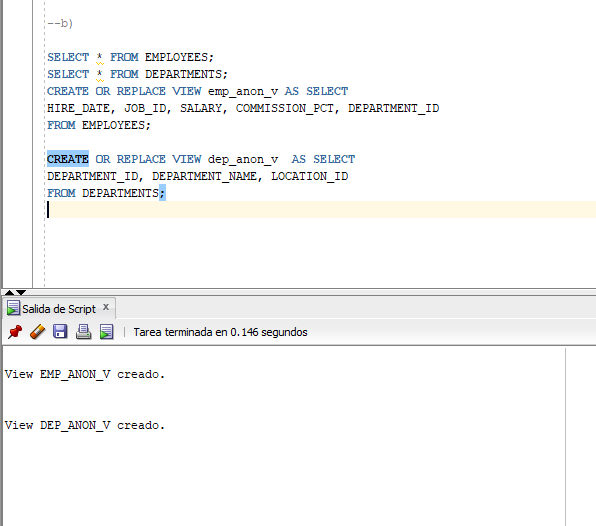 --b)
SELECT * FROM EMPLOYEES;
SELECT * FROM DEPARTMENTS;
CREATE OR REPLACE VIEW emp_anon_v AS SELECT
HIRE_DATE, JOB_ID, SALARY, COMMISSION_PCT, DEPARTMENT_ID
FROM EMPLOYEES;
CREATE OR REPLACE VIEW dep_anon_v  AS SELECT
DEPARTMENT_ID, DEPARTMENT_NAME, LOCATION_ID
FROM DEPARTMENTS;
Salida de Script x
Tarea terminada en 0.146 segundos
View EMP_ANON_V creado.
View DEP_ANON_V creado.